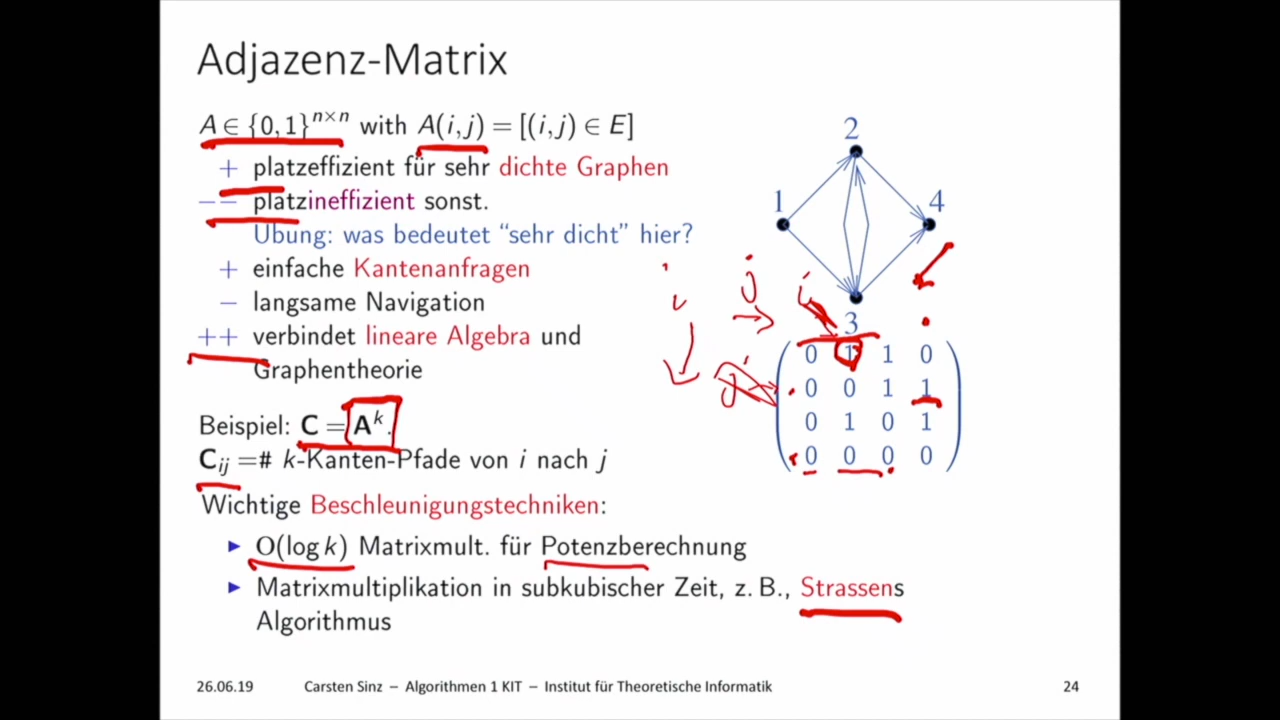 Adjazenz-Matrix
A ∈ {0,1}ⁿˣⁿ with A(i,j) = [(i,j) ∈ E]
+ platzeffizient für sehr dichte Graphen
−− platzineffizient sonst.
Übung: was bedeutet “sehr dicht” hier?
+ einfache Kantenanfragen
− langsame Navigation
++ verbindet lineare Algebra und
Graphentheorie
Beispiel: C = Aᵏ.
Cᵢⱼ =# k-Kanten-Pfade von i nach j
Wichtige Beschleunigungstechniken:
▶ O(log k) Matrixmult. für Potenzberechnung
▶ Matrixmultiplikation in subkubischer Zeit, z. B., Strassens
Algorithmus
2
1
4
3
i
j
i
j
0 1 1 0
0 0 1 1
0 1 0 1
0 0 0 0
26.06.19 Carsten Sinz – Algorithmen 1 KIT – Institut für Theoretische Informatik 24